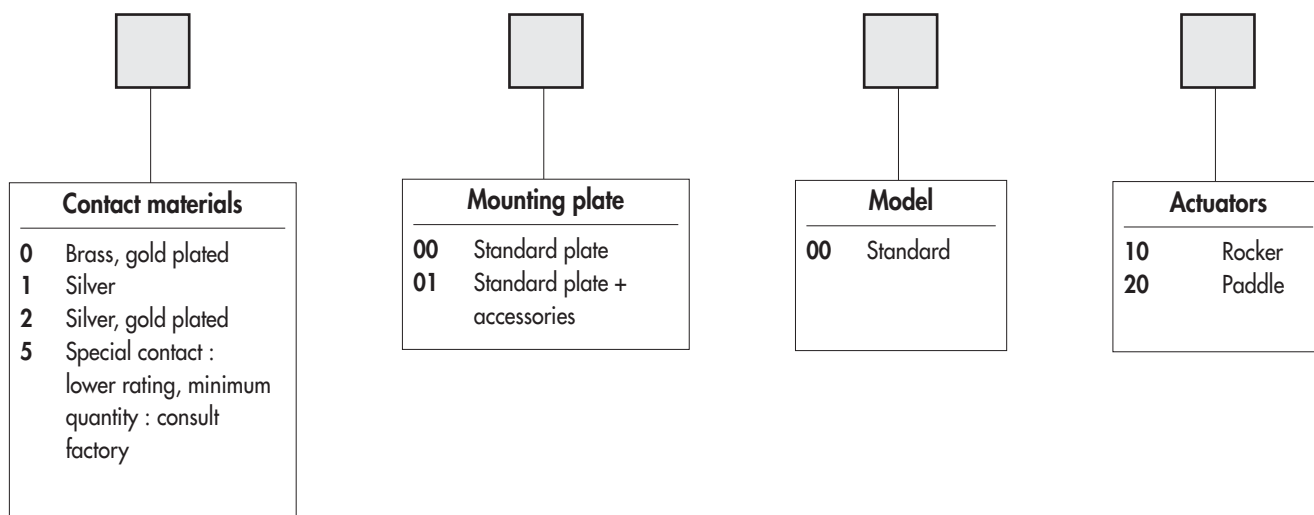 Contact materials
0 Brass, gold plated
1 Silver
2 Silver, gold plated
5 Special contact :
lower rating, minimum
quantity : consult
factory
Mounting plate
00 Standard plate
01 Standard plate +
accessories
Model
00 Standard
Actuators
10 Rocker
20 Paddle